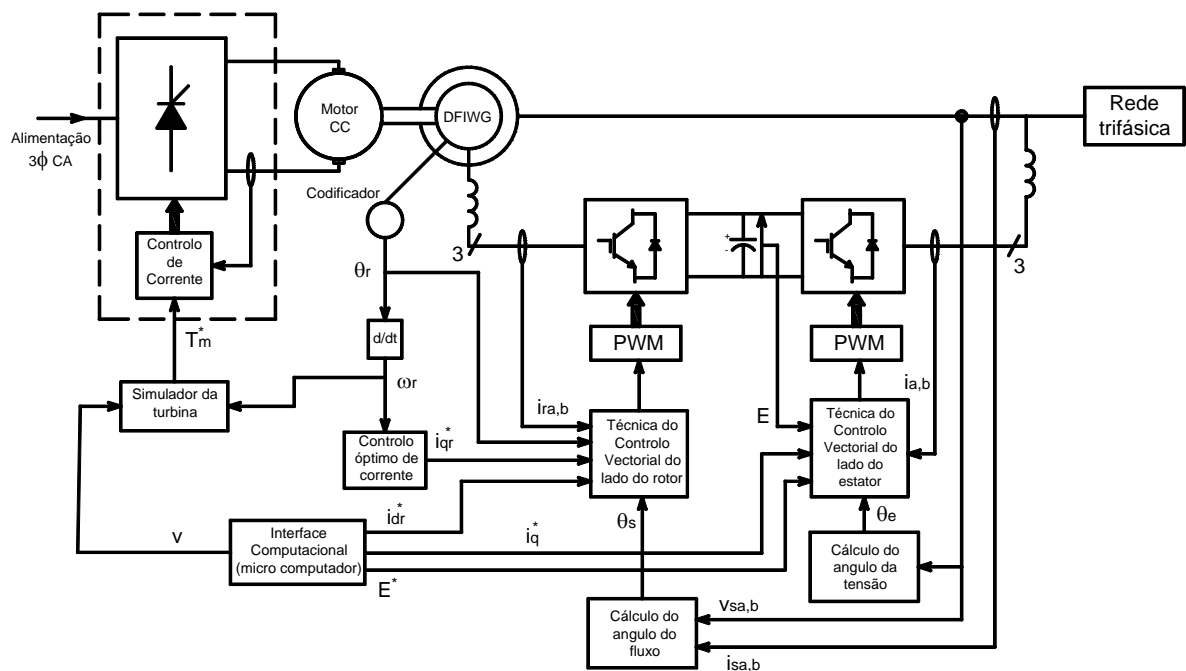 Alimentação
3ϕ CA
Motor
CC
DFIWG
Rede
trifásica
Codificador
Controlo
de
Corrente
+
-
3
3
θr
T*m
d/dt
PWM
PWM
ωr
Simulador da
turbina
ira,b
E
ia,b
Controlo
óptimo de
corrente
i*qr
Técnica do
Controlo
Vectorial do
lado do rotor
Técnica do
Controlo
Vectorial do
lado do
estator
i*dr
θs
θe
v
Interface
Computacional
(micro computador)
i*q
E*
Cálculo do
angulo da
tensão
Cálculo do
angulo do
fluxo
vsa,b
isa,b